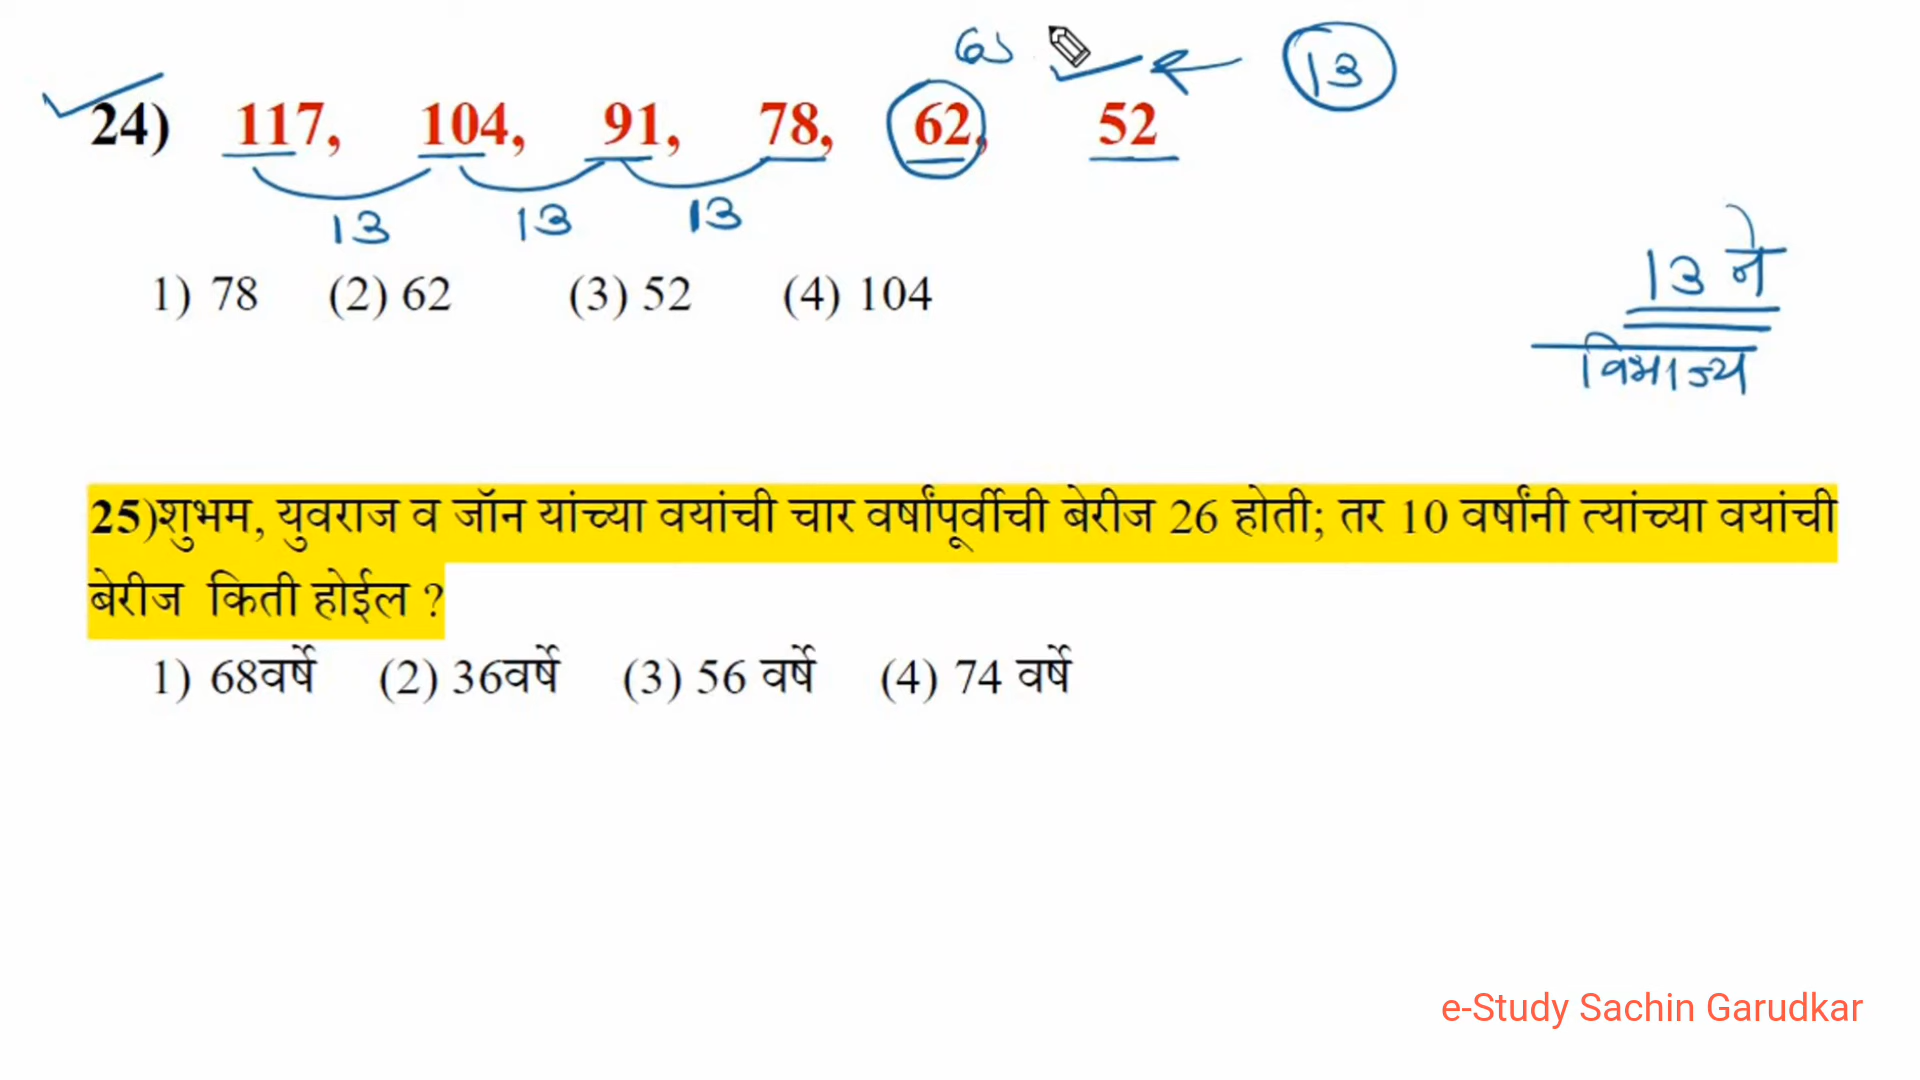 65
13
24) 117, 104, 91, 78, 62, 52
13 13 13
1) 78 (2) 62 (3) 52 (4) 104
13 ने
विभाज्य
25)शुभम, युवराज व जॉन यांच्या वयांची चार वर्षांपूर्वीची बेरीज 26 होती; तर 10 वर्षांनी त्यांच्या वयांची
बेरीज किती होईल ?
1) 68वर्षे (2) 36वर्षे (3) 56 वर्षे (4) 74 वर्षे
e-Study Sachin Garudkar